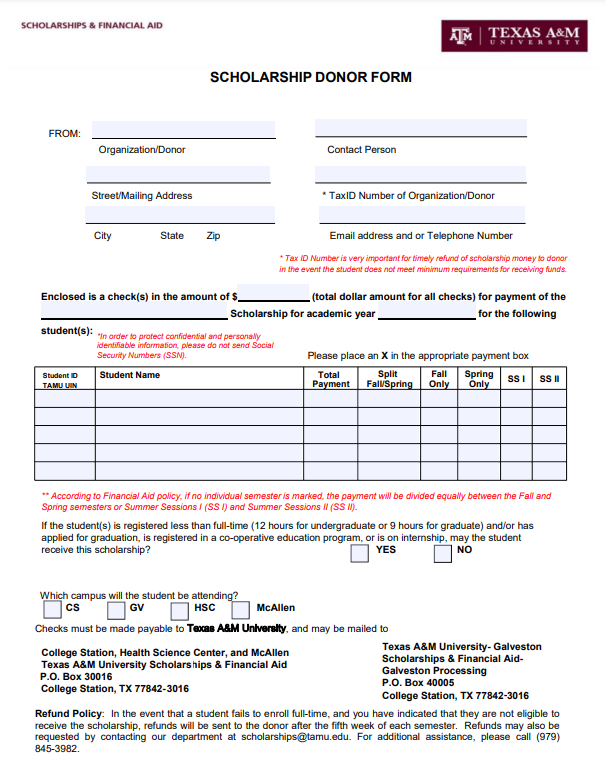 SCHOLARSHIPS & FINANCIAL AID
ATM TEXAS A&M
UNIVERSITY
SCHOLARSHIP DONOR FORM
FROM:
Organization/Donor
Contact Person
Street/Mailing Address
* TaxID Number of Organization/Donor
City State Zip
Email address and or Telephone Number
* Tax ID Number is very important for timely refund of scholarship money to donor
in the event the student does not meet minimum requirements for receiving funds.
Enclosed is a check(s) in the amount of $ (total dollar amount for all checks) for payment of the
Scholarship for academic year for the following
student(s):
*In order to protect confidential and personally
identifiable information, please do not send Social
Security Numbers (SSN).
Please place an X in the appropriate payment box
Student ID
TAMU UIN
Student Name
Total
Payment
Split
Fall/Spring
Fall
Only
Spring
Only
SS I
SS II
** According to Financial Aid policy, if no individual semester is marked, the payment will be divided equally between the Fall and
Spring semesters or Summer Sessions I (SS I) and Summer Sessions II (SS II).
If the student(s) is registered less than full-time (12 hours for undergraduate or 9 hours for graduate) and/or has
applied for graduation, is registered in a co-operative education program, or is on internship, may the student
receive this scholarship?
YES
NO
Which campus will the student be attending?
CS
GV
HSC
McAllen
Checks must be made payable to Texas A&M University, and may be mailed to
College Station, Health Science Center, and McAllen
Texas A&M University Scholarships & Financial Aid
P.O. Box 30016
College Station, TX 77842-3016
Texas A&M University- Galveston
Scholarships & Financial Aid-
Galveston Processing
P.O. Box 40005
College Station, TX 77842-3016
Refund Policy: In the event that a student fails to enroll full-time, and you have indicated that they are not eligible to
receive the scholarship, refunds will be sent to the donor after the fifth week of each semester. Refunds may also be
requested by contacting our department at scholarships@tamu.edu. For additional assistance, please call (979)
845-3982.